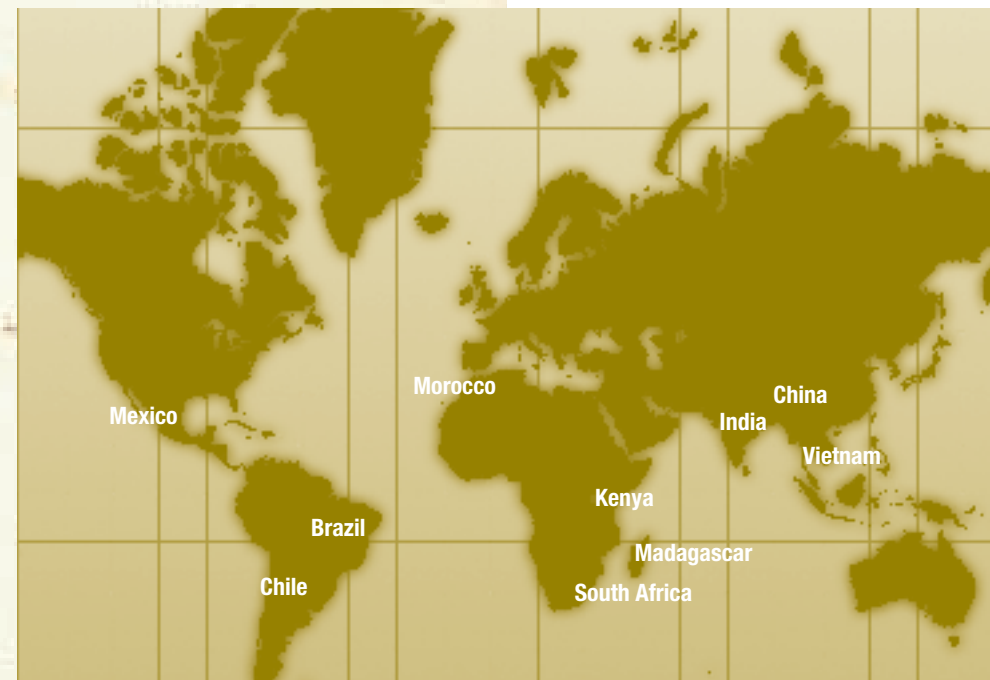 Morocco
China
Mexico
India
Vietnam
Kenya
Brazil
Madagascar
Chile
South Africa